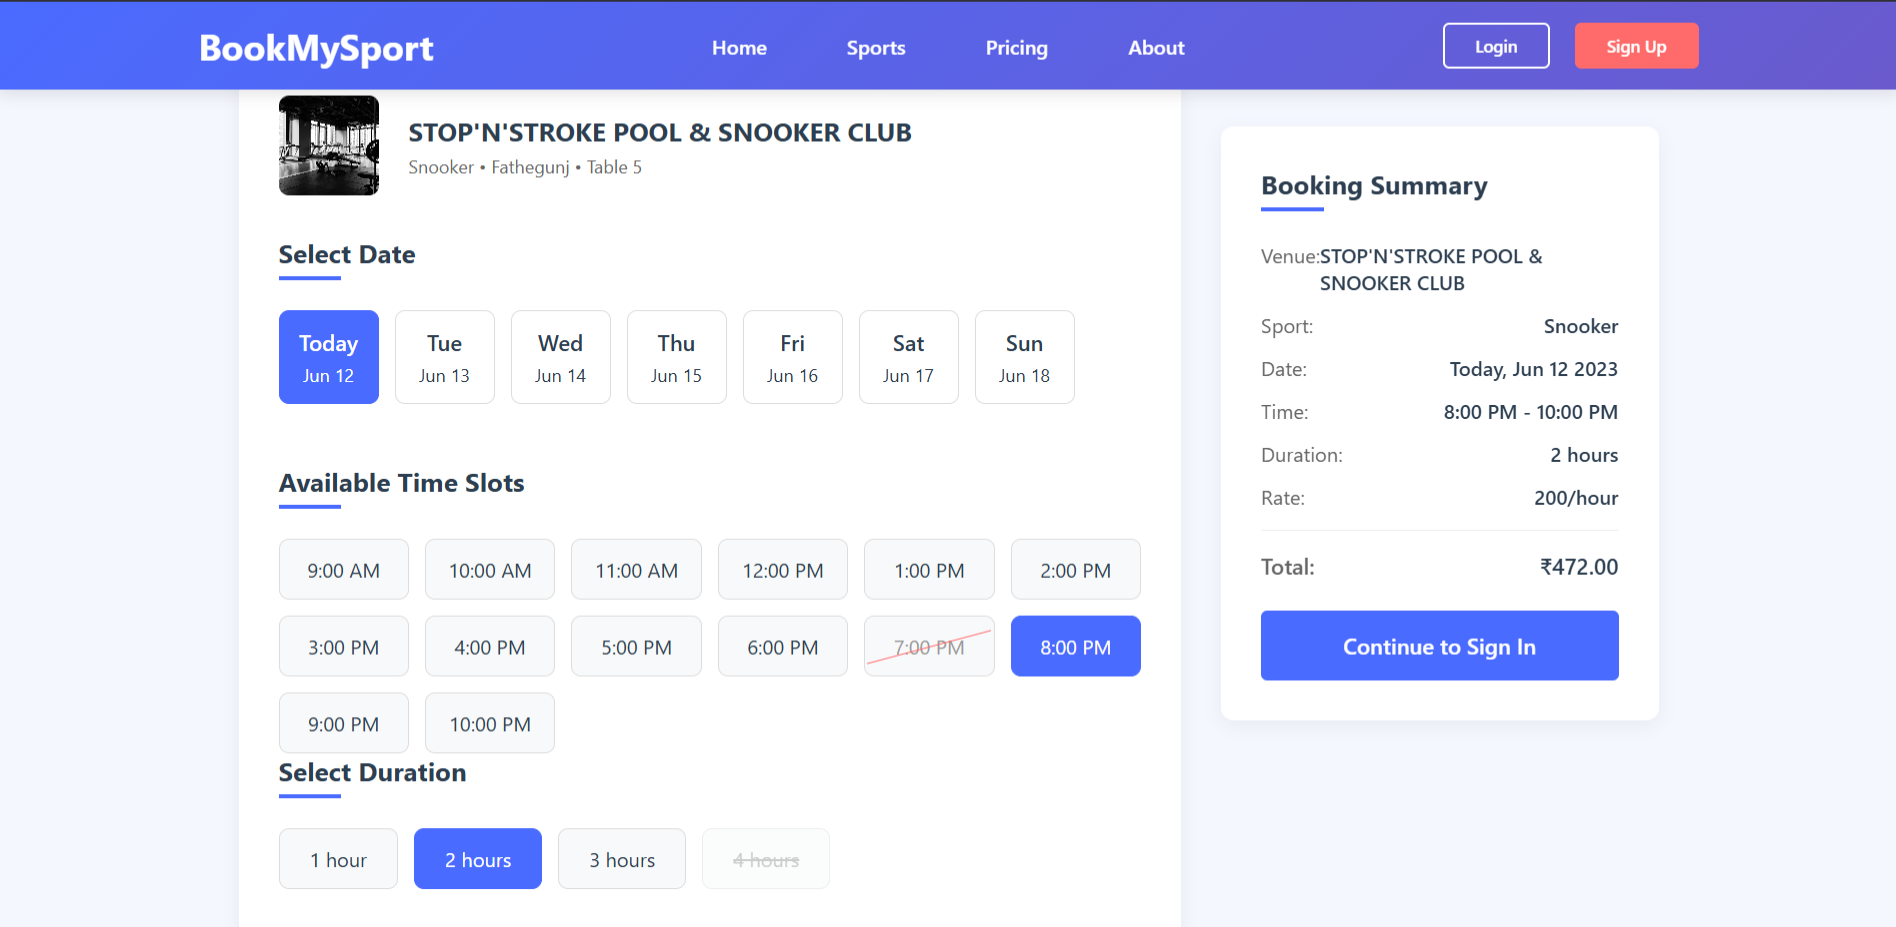 BookMySport
Home Sports Pricing About
Login Sign Up
STOP'N'STROKE POOL & SNOOKER CLUB
Snooker • Fathegunj • Table 5
Select Date
Today Tue Wed Thu Fri Sat Sun
Jun 12 Jun 13 Jun 14 Jun 15 Jun 16 Jun 17 Jun 18
Available Time Slots
9:00 AM 10:00 AM 11:00 AM 12:00 PM 1:00 PM 2:00 PM
3:00 PM 4:00 PM 5:00 PM 6:00 PM 7:00 PM 8:00 PM
9:00 PM 10:00 PM
Select Duration
1 hour 2 hours 3 hours 4 hours
Booking Summary
Venue:STOP'N'STROKE POOL &
SNOOKER CLUB
Sport: Snooker
Date: Today, Jun 12 2023
Time: 8:00 PM - 10:00 PM
Duration: 2 hours
Rate: 200/hour
Total: ₹472.00
Continue to Sign In